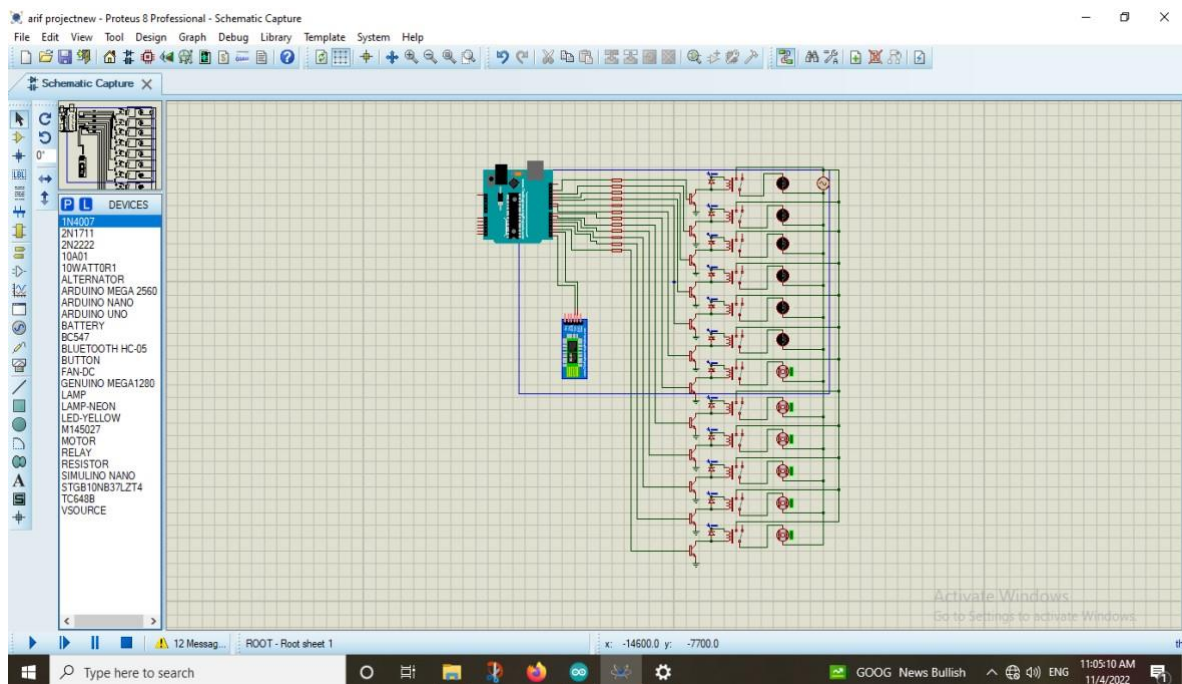 arif projectnew - Proteus 8 Professional - Schematic Capture
File Edit View Tool Design Graph Debug Library Template System Help
Schematic Capture
0°
P L DEVICES
1N4007
2N1711
2N2222
10A01
10WATT0R1
ALTERNATOR
ARDUINO MEGA 2560
ARDUINO NANO
ARDUINO UNO
BATTERY
BC547
BLUETOOTH HC-05
BUTTON
FAN-DC
GENUINO MEGA1280
LAMP
LAMP-NEON
LED-YELLOW
M145027
MOTOR
RELAY
RESISTOR
SIMULINO NANO
STGB10NB37LZT4
TC648B
VSOURCE
Activate Windows
Go to Settings to activate Windows.
12 Messag... ROOT - Root sheet 1 x: -14600.0 y: -7700.0 th
Type here to search GOOG News Bullish ENG 11:05:10 AM
11/4/2022